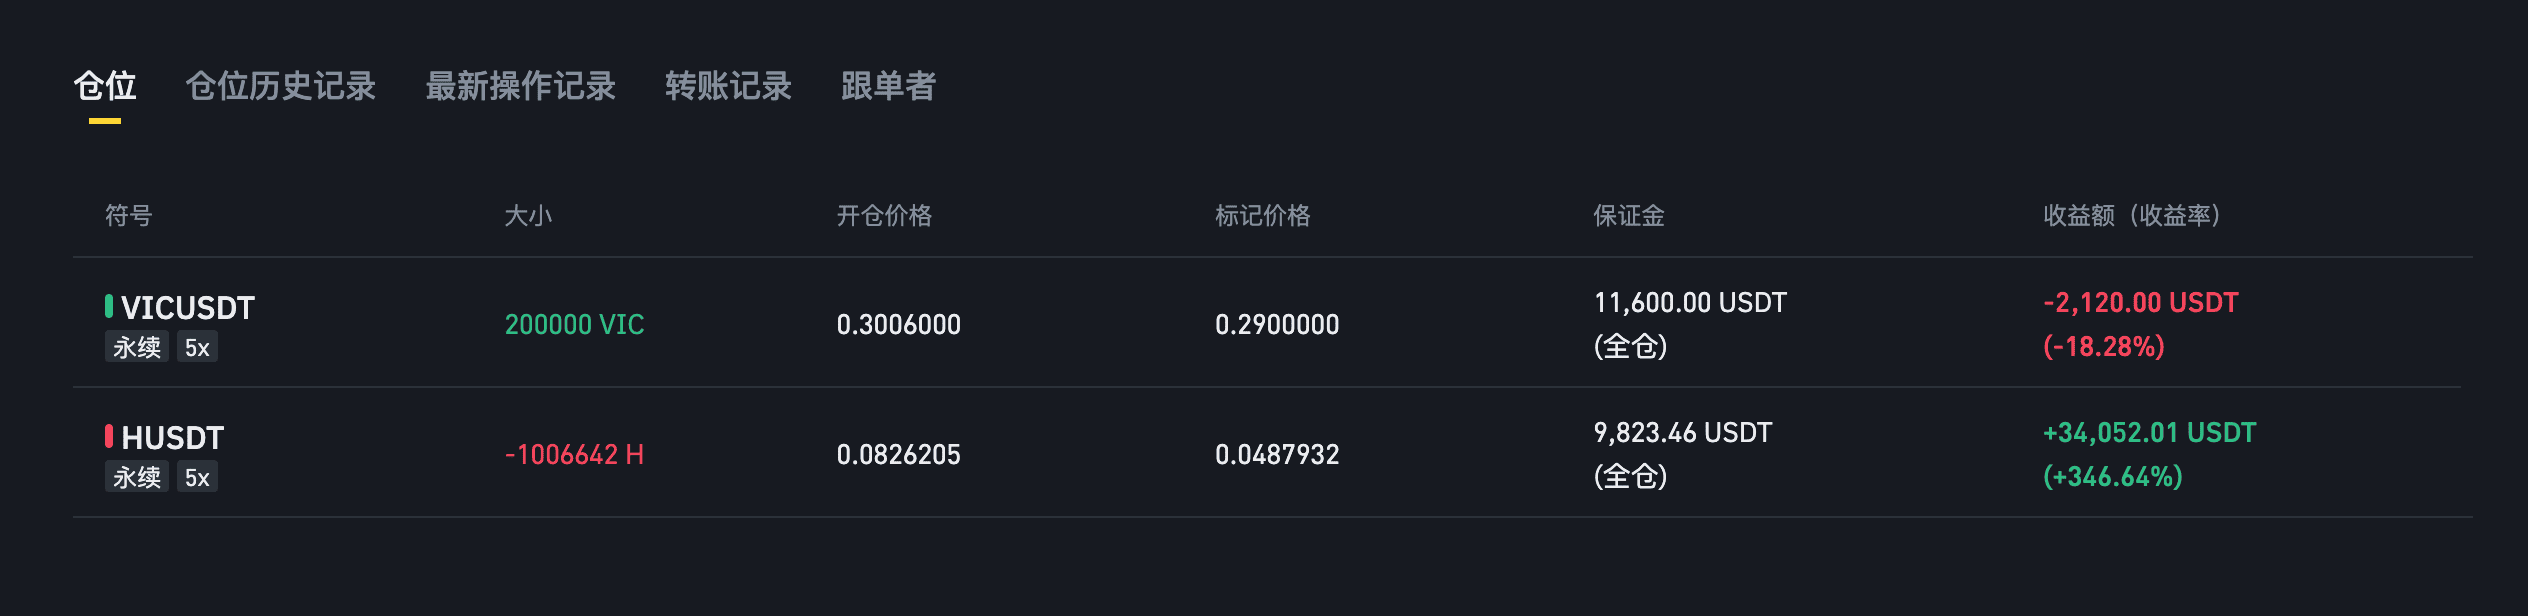 仓位 仓位历史记录 最新操作记录 转账记录 跟单者
符号 大小 开仓价格 标记价格 保证金 收益额（收益率）
VICUSDT 200000 VIC 0.3006000 0.2900000 11,600.00 USDT -2,120.00 USDT
永续 5x (全仓) (-18.28%)
HUSDT -1006642 H 0.0826205 0.0487932 9,823.46 USDT +34,052.01 USDT
永续 5x (全仓) (+346.64%)